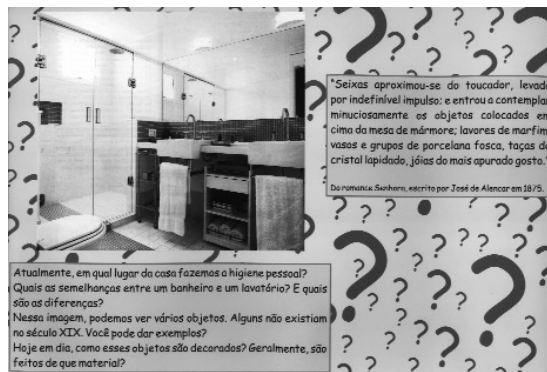 "Seixas aproximou-se do toucador, levado
por indefinível impulso; e entrou a contemplar
minuciosamente os objetos colocados em
cima da mesa de mármore; lavores de marfim,
vasos e grupos de porcelana fosca, taças de
cristal lapidado, jóias do mais apurado gosto."
Do romance Senhora, escrito por José de Alencar em 1875.
Atualmente, em qual lugar da casa fazemos a higiene pessoal?
Quais as semelhanças entre um banheiro e um lavatório? E quais
são as diferenças?
Nessa imagem, podemos ver vários objetos. Alguns não existiam
no século XIX. Você pode dar exemplos?
Hoje em dia, como esses objetos são decorados? Geralmente, são
feitos de que material?